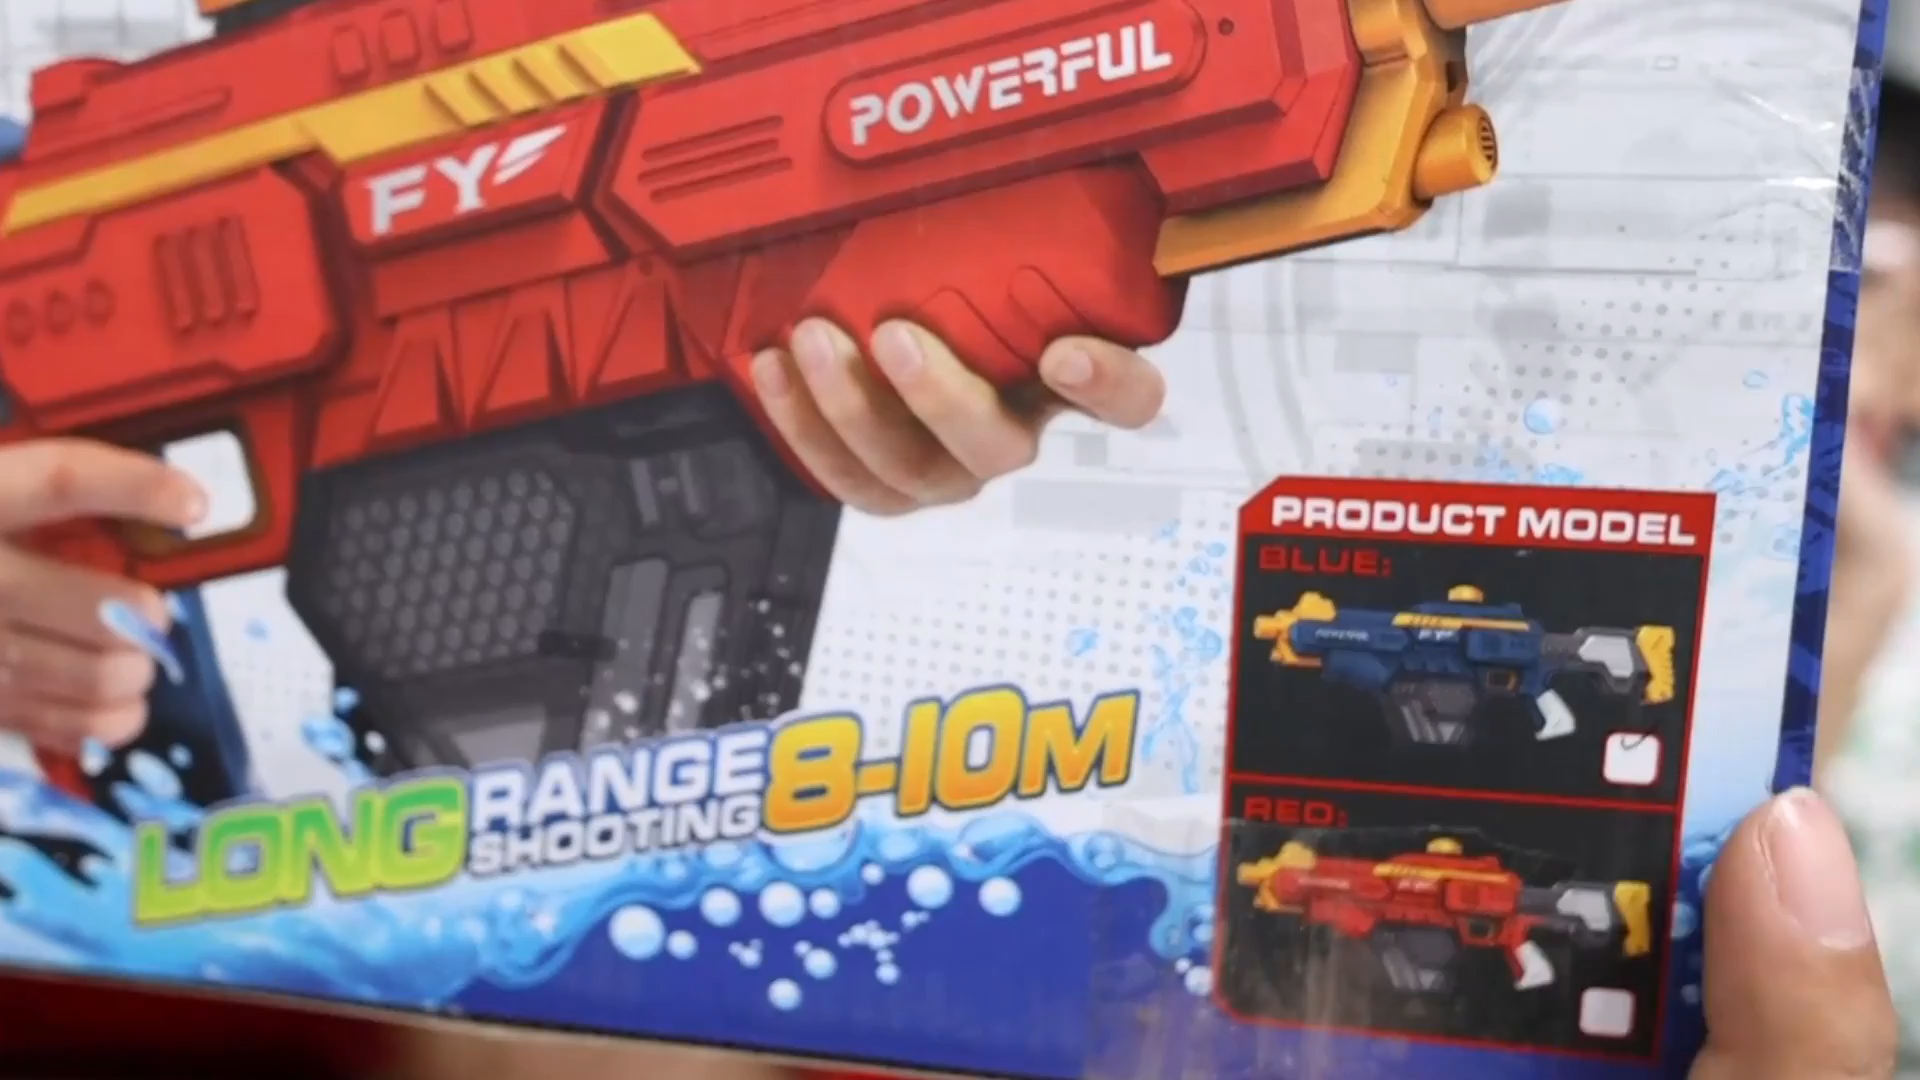 POWERFUL
FY
LONG
RANGE
SHOOTING
8-10M
PRODUCT MODEL
BLUE:
RED: